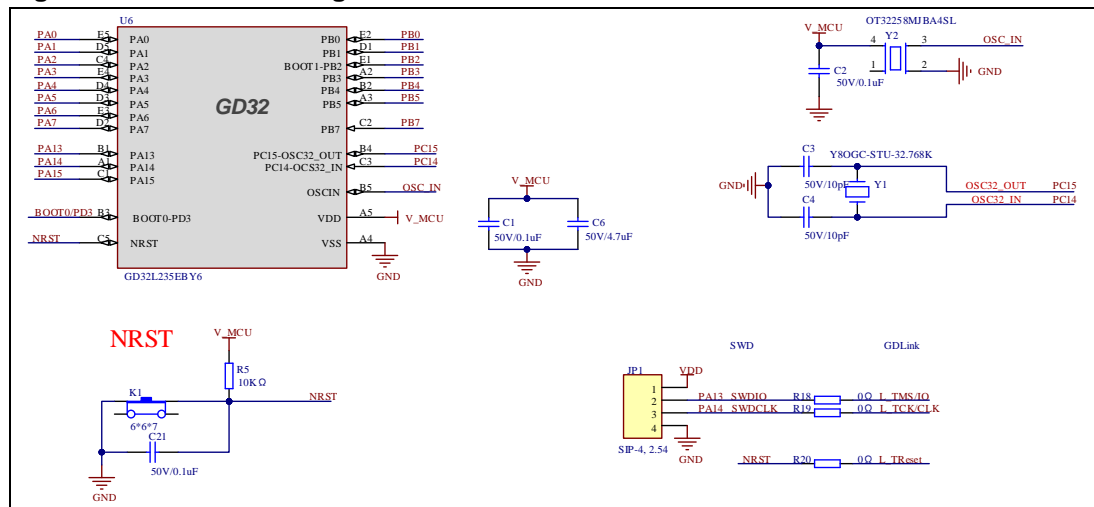 U6
PA0 E5 PA0
PA1 D5 PA1
PA2 C4 PA2
PA3 E4 PA3
PA4 D4 PA4
PA5 D3 PA5
PA6 E3 PA6
PA7 D2 PA7
PA13 B1 PA13
PA14 A1 PA14
PA15 C1 PA15
BOOT0/PD3 B3 BOOT0-PD3
NRST C5 NRST
GD32
PB0 E2 PB0
PB1 D1 PB1
BOOT1-PB2 E1 PB2
PB3 A2 PB3
PB4 B2 PB4
PB5 A3 PB5
PB7 C2 PB7
PC15-OSC32_OUT B4 PC15
PC14-OCS32_IN C3 PC14
OSCIN B5 OSC_IN
VDD A5 V_MCU
VSS A4
GND
GD32L235EBY6
V_MCU
C1
50V/0.1uF
C6
50V/4.7uF
GND
OT32258MJBA4SL
V_MCU
4 Y2 3 OSC_IN
1 2
GND
C2
50V/0.1uF
C3 Y8OGC-STU-32.768K
50V/10pF
GND
Y1
C4
50V/10pF
OSC32_OUT PC15
OSC32_IN PC14
NRST
V_MCU
R5
10KΩ
K1
NRST
6*6*7
C21
50V/0.1uF
GND
SWD GDLink
JP1 VDD
1
2 PA13 SWDIO R18 0Ω L_TMS/IO
3 PA14 SWDCLK R19 0Ω L_TCK/CLK
4
SIP-4, 2.54
GND
NRST R20 0Ω L_TReset